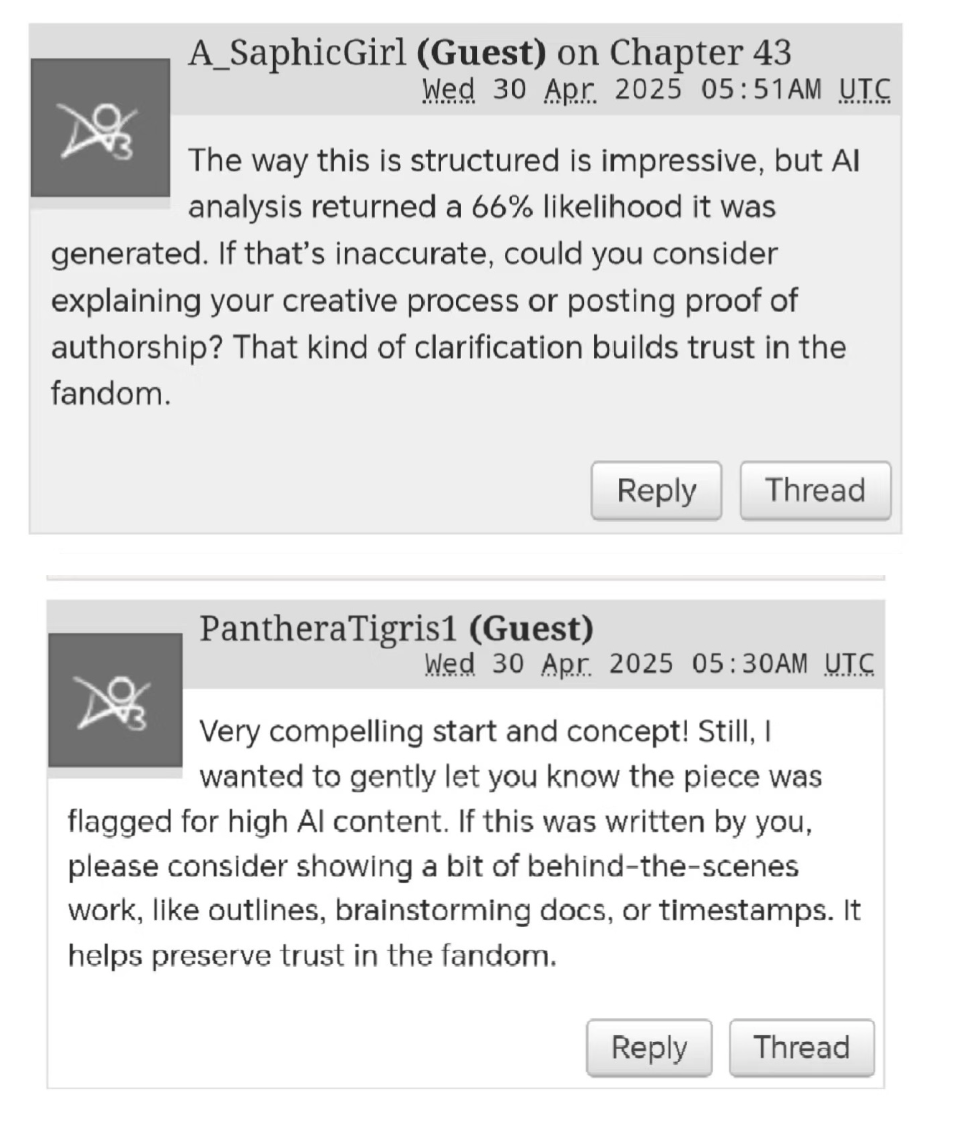 A_SaphicGirl (Guest) on Chapter 43
Wed 30 Apr 2025 05:51AM UTC
The way this is structured is impressive, but AI
analysis returned a 66% likelihood it was
generated. If that's inaccurate, could you consider
explaining your creative process or posting proof of
authorship? That kind of clarification builds trust in the
fandom.
Reply Thread
PantheraTigris1 (Guest)
Wed 30 Apr 2025 05:30AM UTC
Very compelling start and concept! Still, I
wanted to gently let you know the piece was
flagged for high AI content. If this was written by you,
please consider showing a bit of behind-the-scenes
work, like outlines, brainstorming docs, or timestamps. It
helps preserve trust in the fandom.
Reply Thread